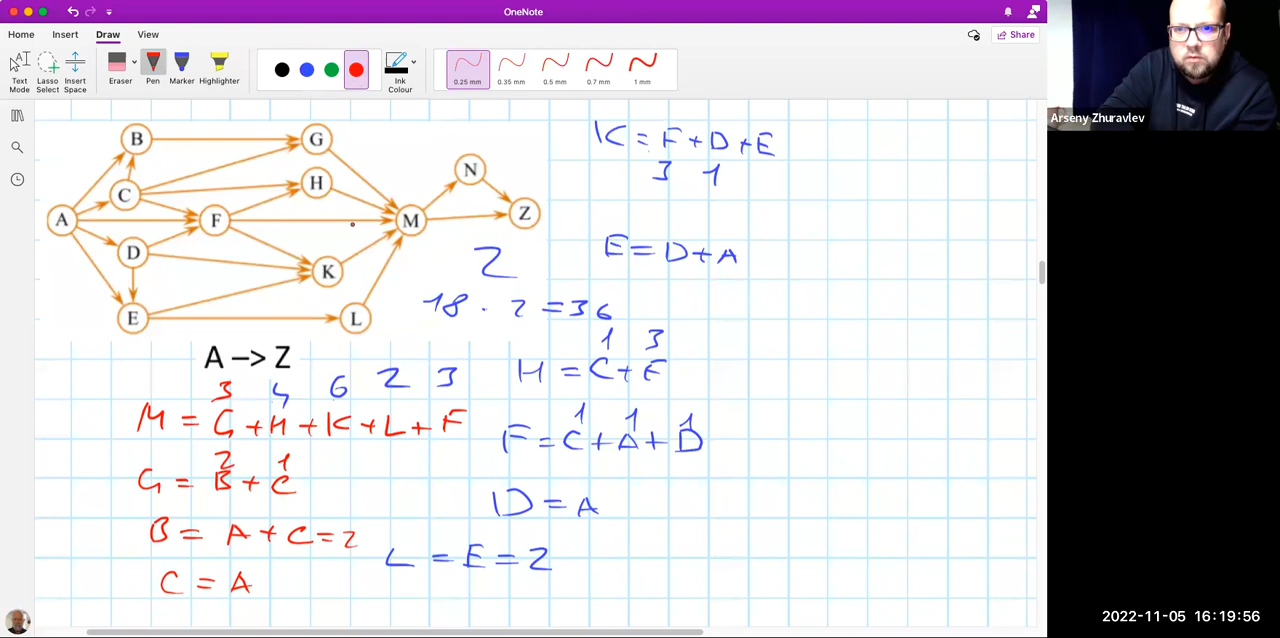 OneNote
Home Insert Draw View
Share
Text Mode
Lasso Select
Insert Space
Eraser
Pen
Marker
Highlighter
Ink Colour
0.25 mm
0.35 mm
0.5 mm
0.7 mm
1 mm
Arseny Zhuravlev
B
G
C
H
N
A
F
M
Z
D
K
E
L
K = F + D + E
3 1
E = D + A
2
18 · 2 = 36
A –> Z
3 4 6 2 3
M = G + H + K + L + F
2 1
G = B + C
B = A + C = 2
C = A
1 3
H = C + F
1 1 1
F = C + A + D
D = A
L = E = 2
2022-11-05 16:19:56